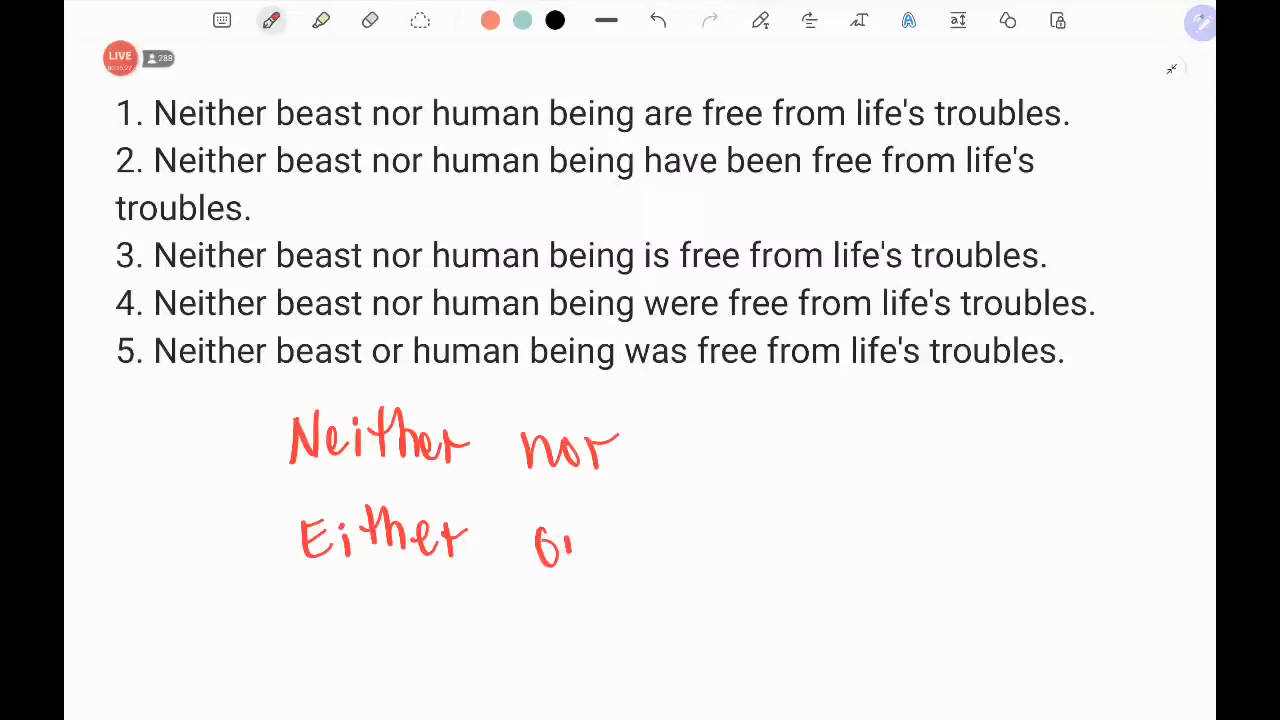 LIVE
288
1. Neither beast nor human being are free from life's troubles.
2. Neither beast nor human being have been free from life's
troubles.
3. Neither beast nor human being is free from life's troubles.
4. Neither beast nor human being were free from life's troubles.
5. Neither beast or human being was free from life's troubles.
Neither nor
Either